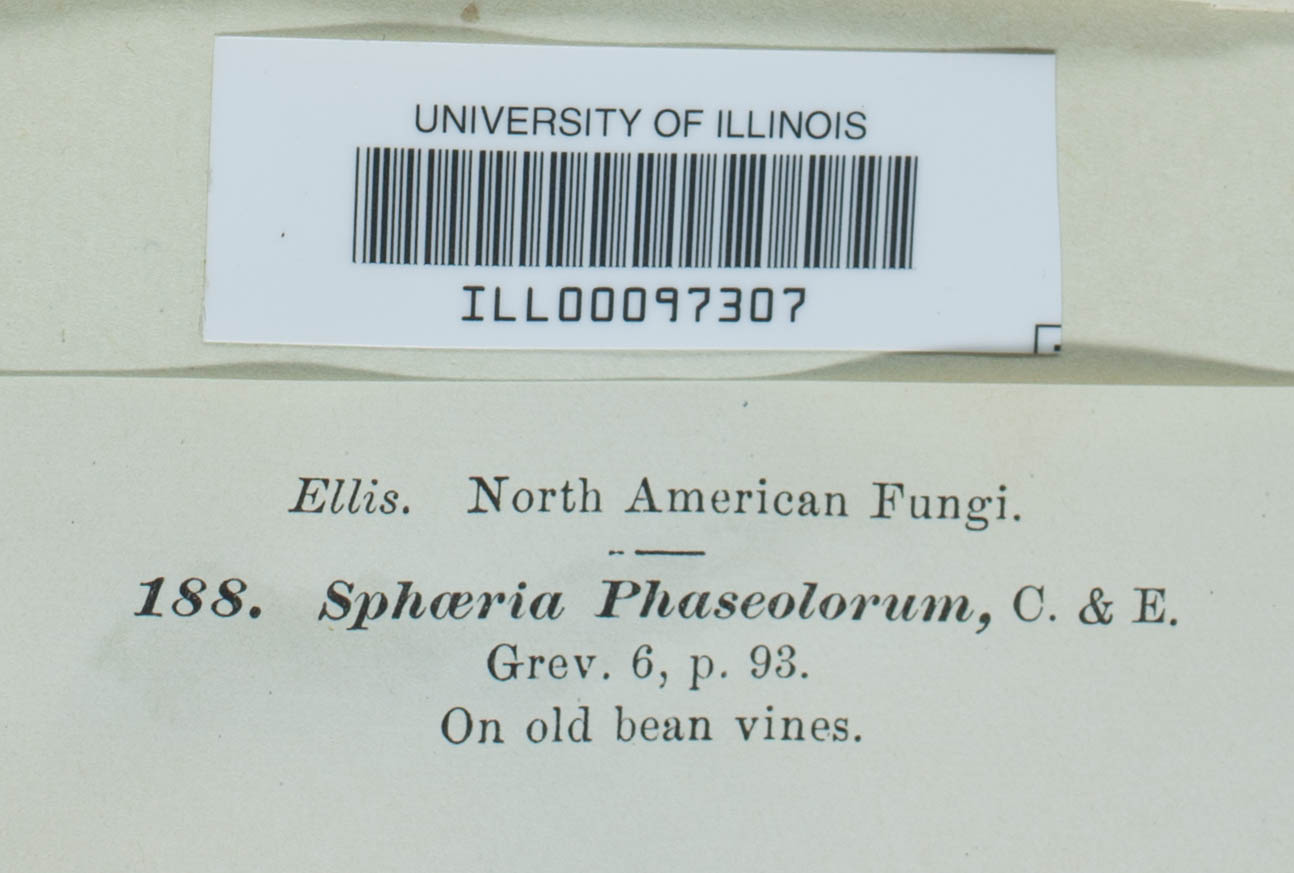 UNIVERSITY OF ILLINOIS
ILL00097307
Ellis. North American Fungi.
188. Sphæria Phaseolorum, C. & E.
Grev. 6, p. 93.
On old bean vines.